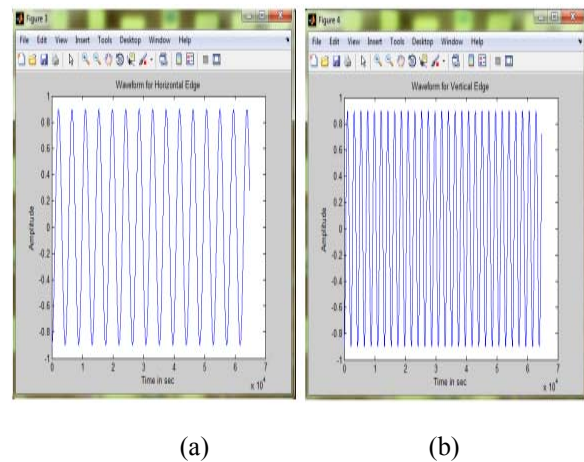 Figure 3
File Edit View Insert Tools Desktop Window Help
Waveform for Horizontal Edge
1
0.8
0.6
0.4
0.2
0
-0.2
-0.4
-0.6
-0.8
-1
Amplitude
0 1 2 3 4 5 6 7
Time in sec
x 10^4
(a)
Figure 4
File Edit View Insert Tools Desktop Window Help
Waveform for Vertical Edge
1
0.8
0.6
0.4
0.2
0
-0.2
-0.4
-0.6
-0.8
-1
Amplitude
0 1 2 3 4 5 6 7
Time in sec
x 10^4
(b)